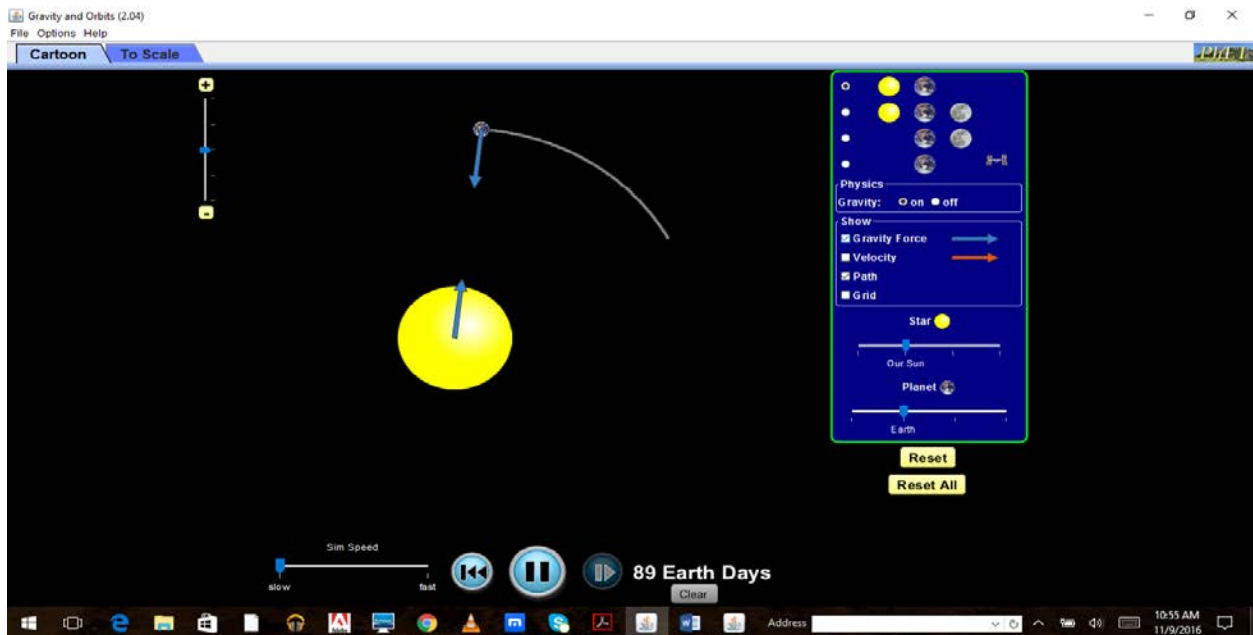 Gravity and Orbits (2.04)
File Options Help
Cartoon To Scale
+
-
Physics
Gravity: on off
Show
Gravity Force
Velocity
Path
Grid
Star
Our Sun
Planet
Earth
Reset
Reset All
Sim Speed
slow fast
89 Earth Days
Clear
Address
10:55 AM
11/9/2016